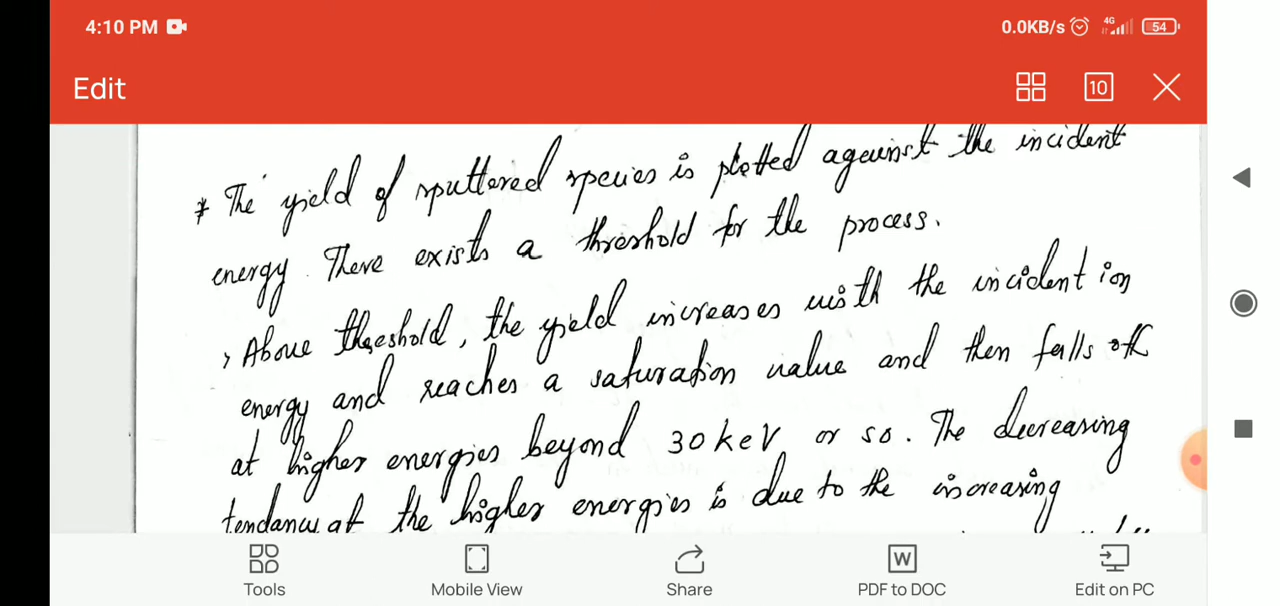 4:10 PM
0.0KB/s 4G 54
Edit
10
* The yield of sputtered species is plotted against the incident
energy. There exists a threshold for the process.
> Above threshold, the yield increases with the incident ion
energy and reaches a saturation value and then falls off
at higher energies beyond 30 keV or so. The decreasing
tendancy at the higher energies is due to the increasing
Tools
Mobile View
Share
W
PDF to DOC
Edit on PC